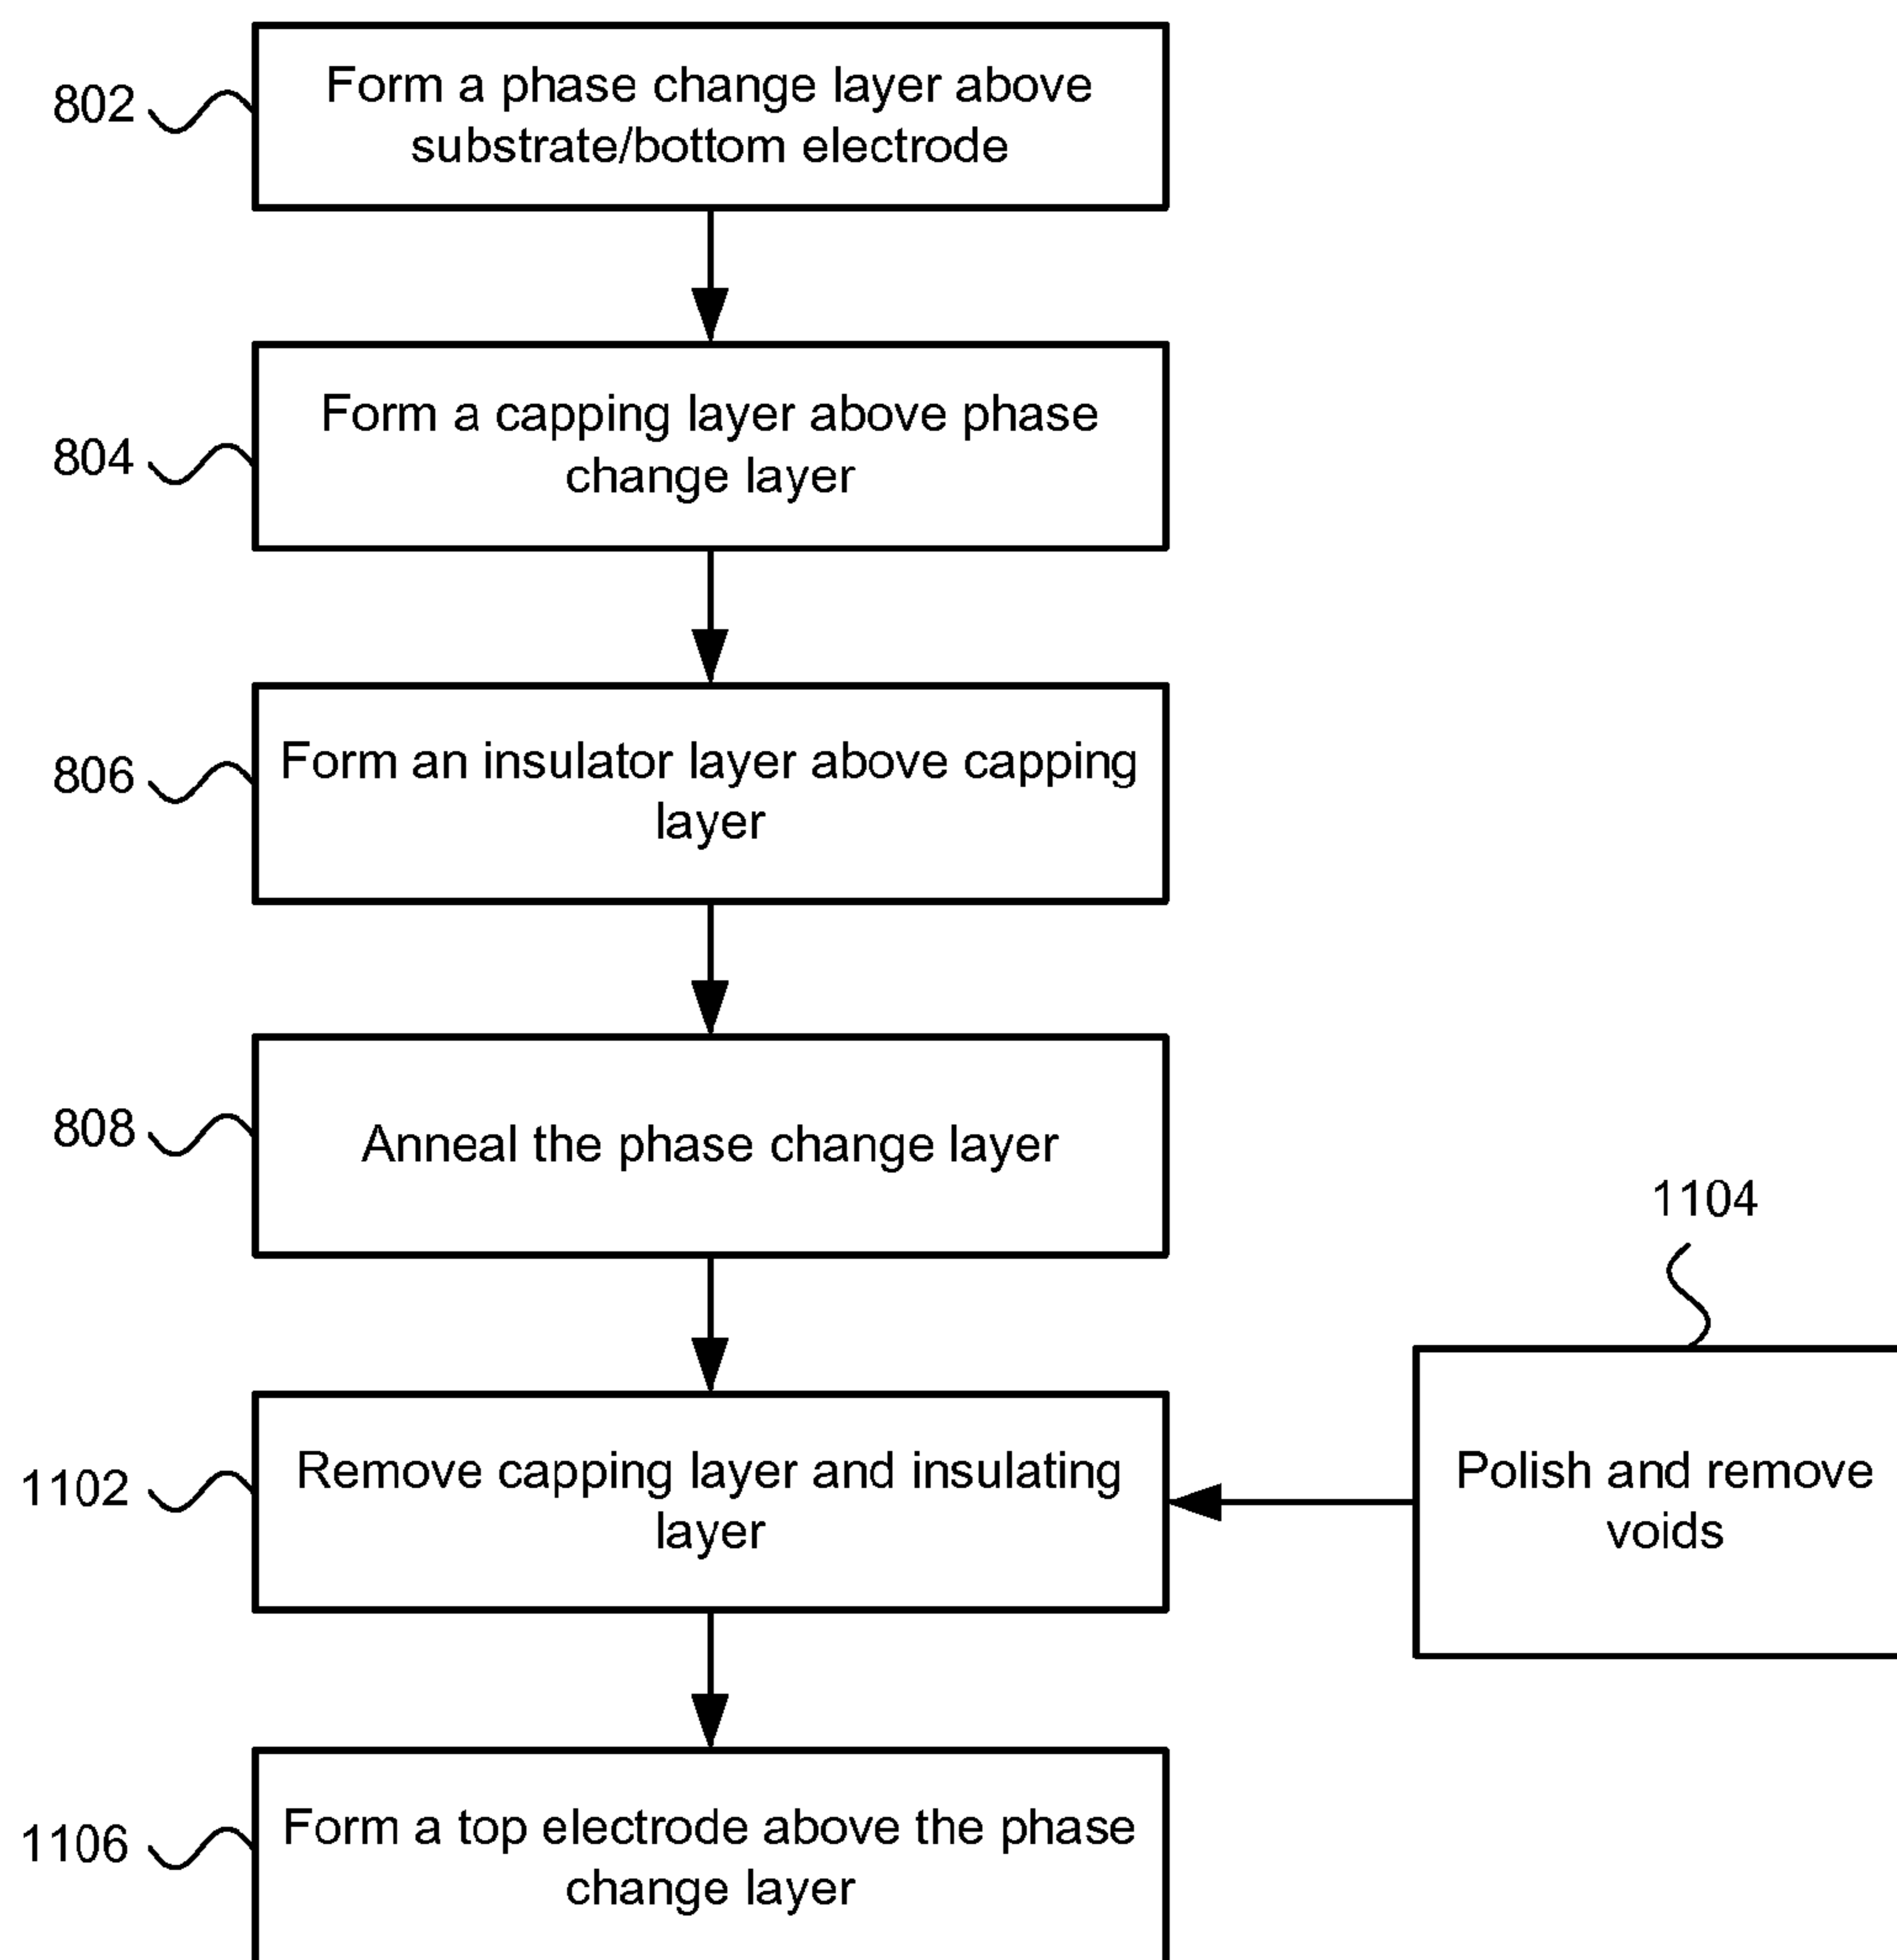 802
Form a phase change layer above
substrate/bottom electrode
804
Form a capping layer above phase
change layer
806
Form an insulator layer above capping
layer
808
Anneal the phase change layer
1104
1102
Remove capping layer and insulating
layer
Polish and remove
voids
1106
Form a top electrode above the phase
change layer